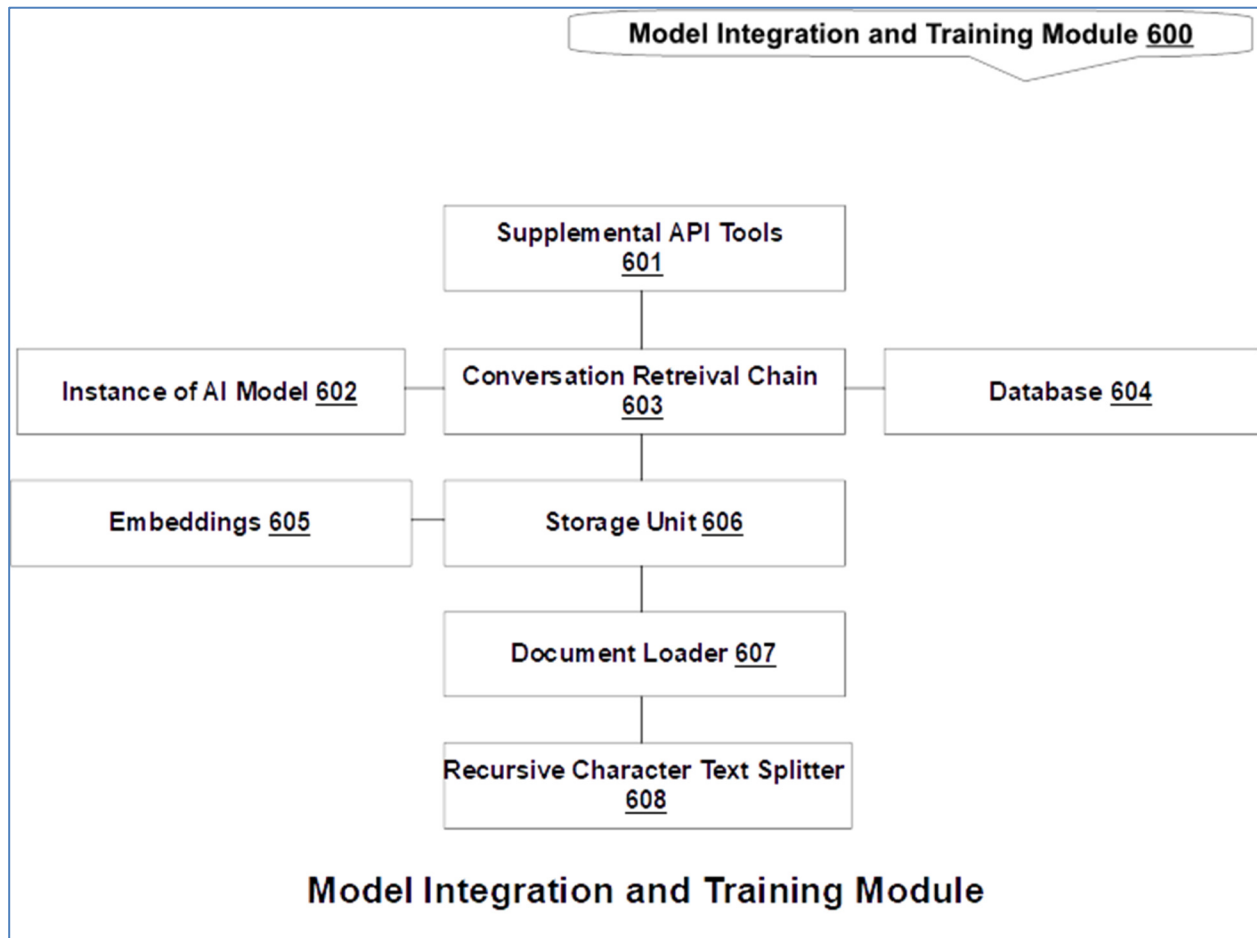 Model Integration and Training Module 600
Supplemental API Tools
601
Instance of AI Model 602
Conversation Retreival Chain
603
Database 604
Embeddings 605
Storage Unit 606
Document Loader 607
Recursive Character Text Splitter
608
Model Integration and Training Module